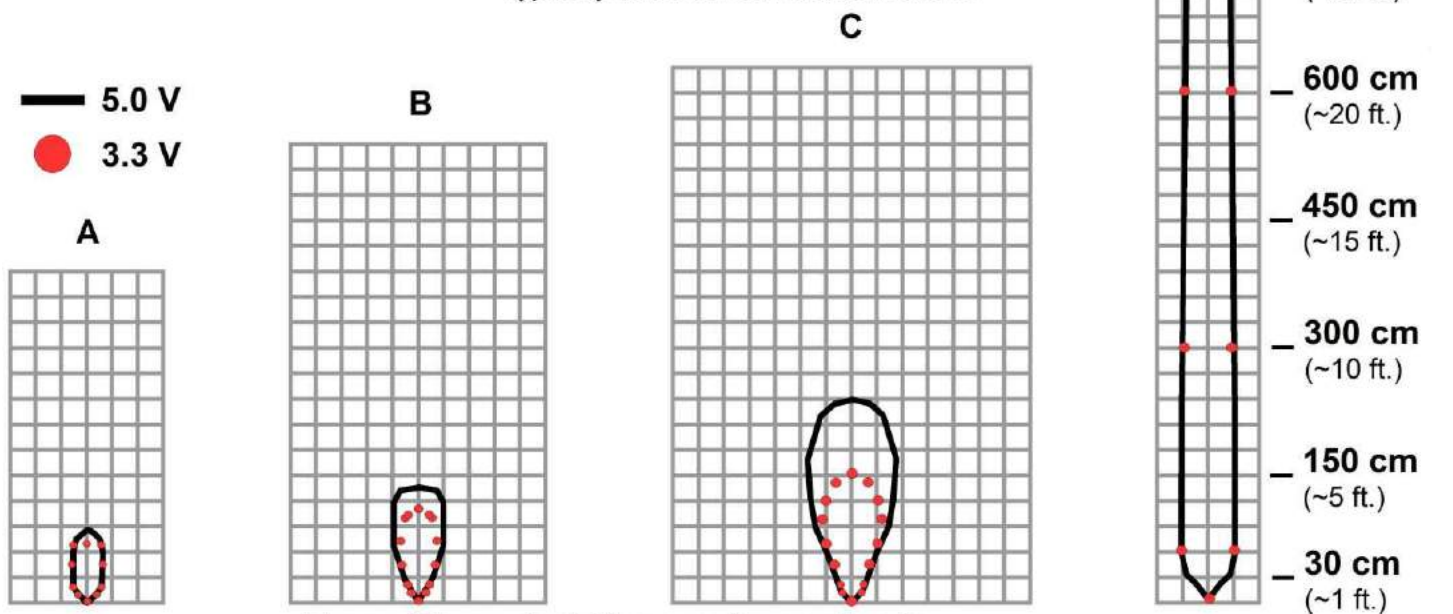 C
5.0 V
B
3.3 V
A
600 cm
(~20 ft.)
450 cm
(~15 ft.)
300 cm
(~10 ft.)
150 cm
(~5 ft.)
30 cm
(~1 ft.)